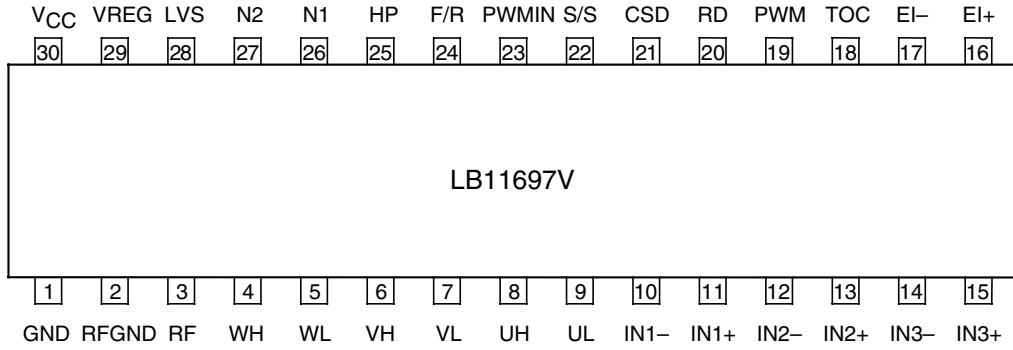 VCC VREG LVS N2 N1 HP F/R PWMIN S/S CSD RD PWM TOC EI– EI+
30 29 28 27 26 25 24 23 22 21 20 19 18 17 16
LB11697V
1 2 3 4 5 6 7 8 9 10 11 12 13 14 15
GND RFGND RF WH WL VH VL UH UL IN1– IN1+ IN2– IN2+ IN3– IN3+